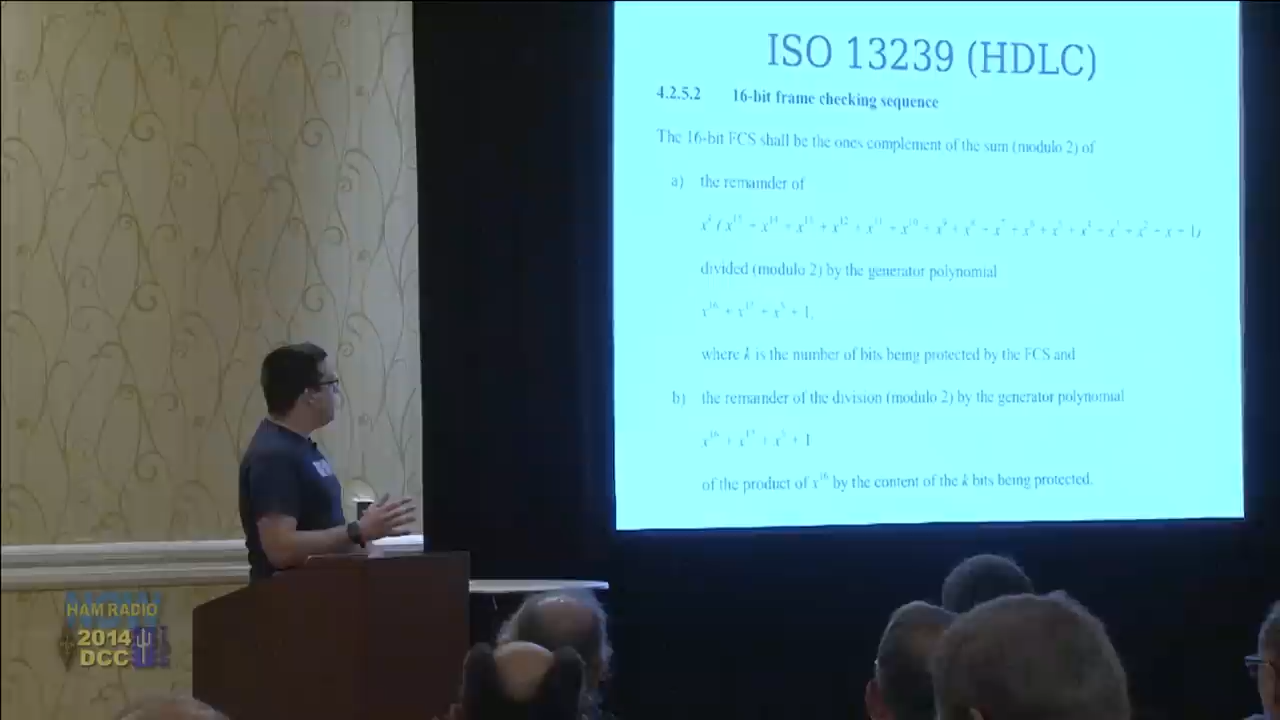 ISO 13239 (HDLC)
4.2.5.2 16-bit frame checking sequence
The 16-bit FCS shall be the ones complement of the sum (modulo 2) of
a) the remainder of
divided (modulo 2) by the generator polynomial
where k is the number of bits being protected by the FCS and
b) the remainder of the division (modulo 2) by the generator polynomial
of the product of x^16 by the content of the k bits being protected.
HAM RADIO
NOW
2014
DCC